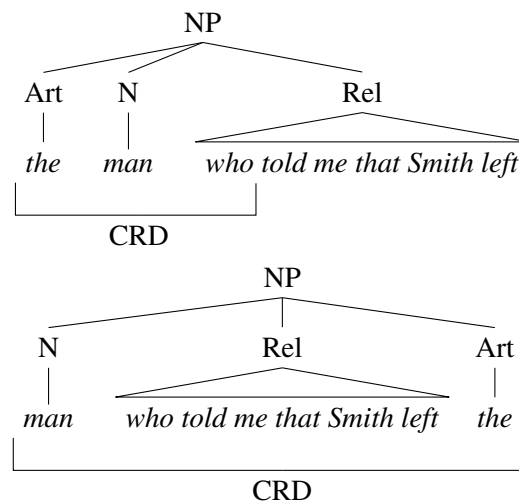 NP
Art N Rel
the man who told me that Smith left
CRD
NP
N Rel Art
man who told me that Smith left the
CRD